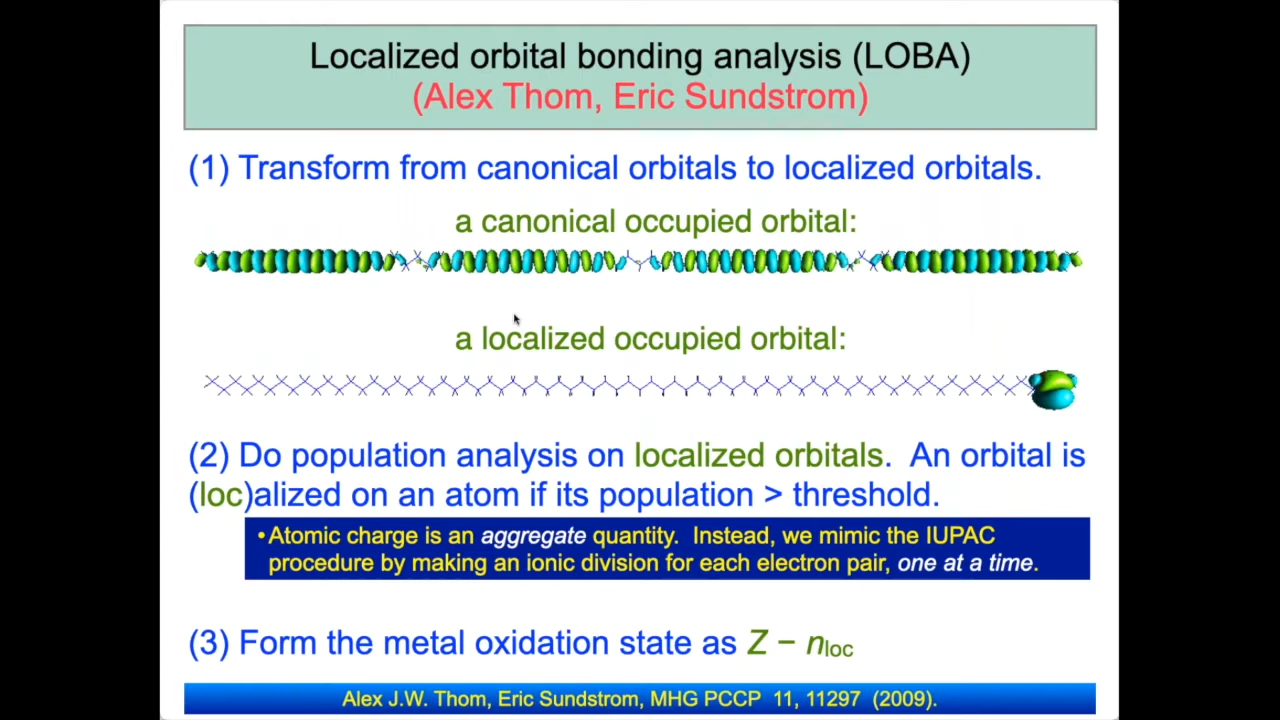 Localized orbital bonding analysis (LOBA)
(Alex Thom, Eric Sundstrom)
(1) Transform from canonical orbitals to localized orbitals.
a canonical occupied orbital:
a localized occupied orbital:
(2) Do population analysis on localized orbitals. An orbital is
(loc)alized on an atom if its population > threshold.
•Atomic charge is an aggregate quantity. Instead, we mimic the IUPAC
procedure by making an ionic division for each electron pair, one at a time.
(3) Form the metal oxidation state as Z − nloc
Alex J.W. Thom, Eric Sundstrom, MHG PCCP 11, 11297 (2009).